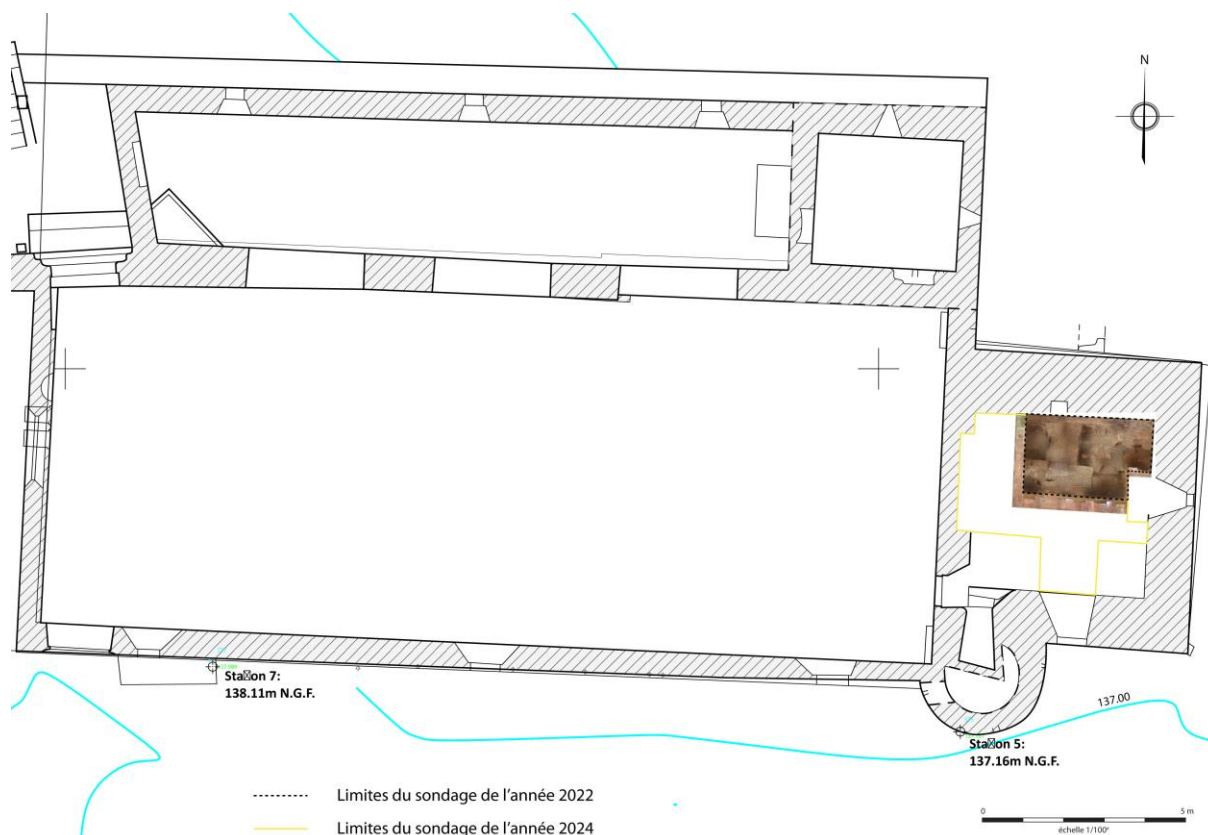 N
Sta☒on 7:
138.11m N.G.F.
137.00
Sta☒on 5:
137.16m N.G.F.
Limites du sondage de l'année 2022
Limites du sondage de l'année 2024
0 5 m
échelle 1/100e